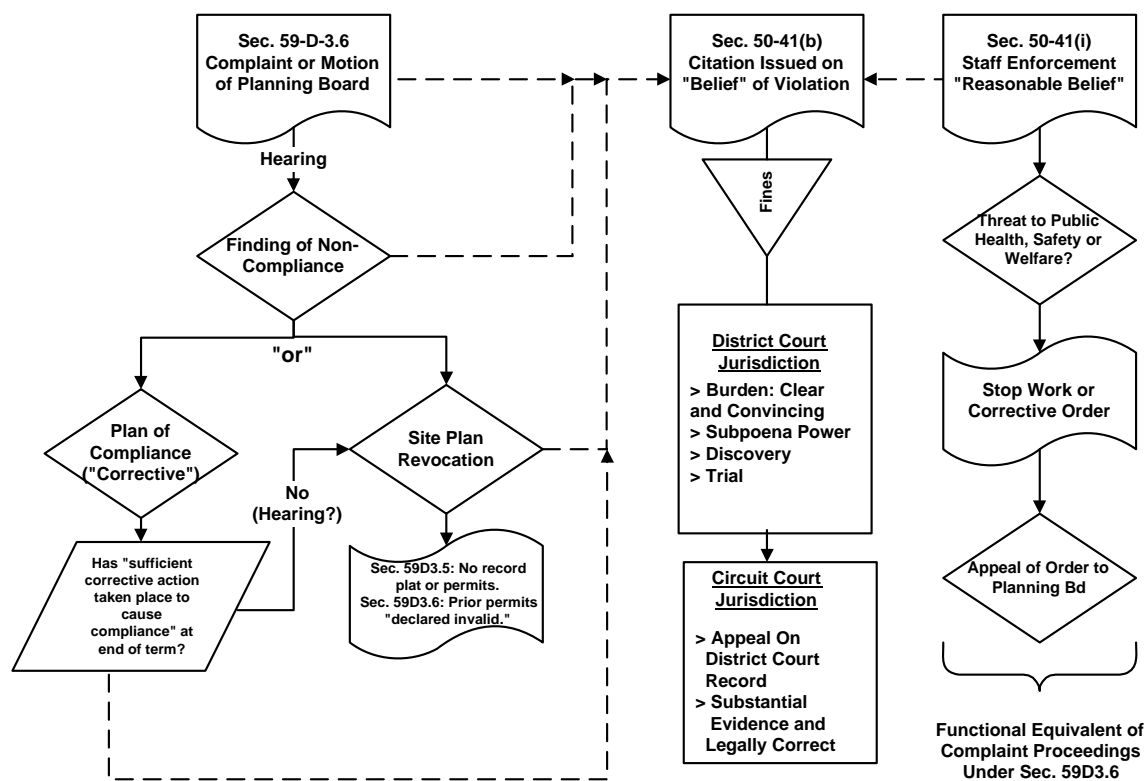 Sec. 59-D-3.6
Complaint or Motion
of Planning Board
Hearing
Finding of Non-
Compliance
"or"
Plan of
Compliance
("Corrective")
Site Plan
Revocation
No
(Hearing?)
Has "sufficient
corrective action
taken place to
cause
compliance" at
end of term?
Sec. 59D3.5: No record
plat or permits.
Sec. 59D3.6: Prior permits
"declared invalid."
Sec. 50-41(b)
Citation Issued on
"Belief" of Violation
Fines
District Court
Jurisdiction
> Burden: Clear
and Convincing
> Subpoena Power
> Discovery
> Trial
Circuit Court
Jurisdiction
> Appeal On
District Court
Record
> Substantial
Evidence and
Legally Correct
Sec. 50-41(i)
Staff Enforcement
"Reasonable Belief"
Threat to Public
Health, Safety or
Welfare?
Stop Work or
Corrective Order
Appeal of Order to
Planning Bd
Functional Equivalent of
Complaint Proceedings
Under Sec. 59D3.6